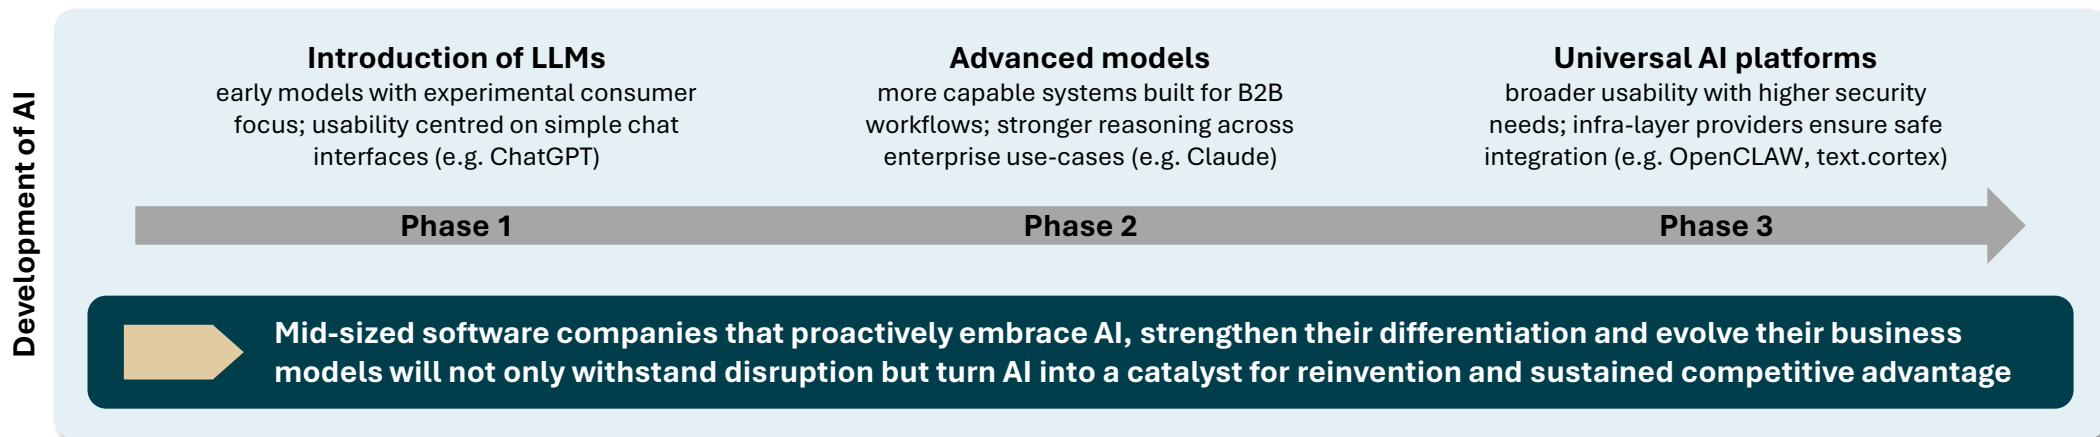 Development of AI
Introduction of LLMs
early models with experimental consumer
focus; usability centred on simple chat
interfaces (e.g. ChatGPT)
Advanced models
more capable systems built for B2B
workflows; stronger reasoning across
enterprise use-cases (e.g. Claude)
Universal AI platforms
broader usability with higher security
needs; infra-layer providers ensure safe
integration (e.g. OpenCLAW, text.cortex)
Phase 1
Phase 2
Phase 3
Mid-sized software companies that proactively embrace AI, strengthen their differentiation and evolve their business
models will not only withstand disruption but turn AI into a catalyst for reinvention and sustained competitive advantage